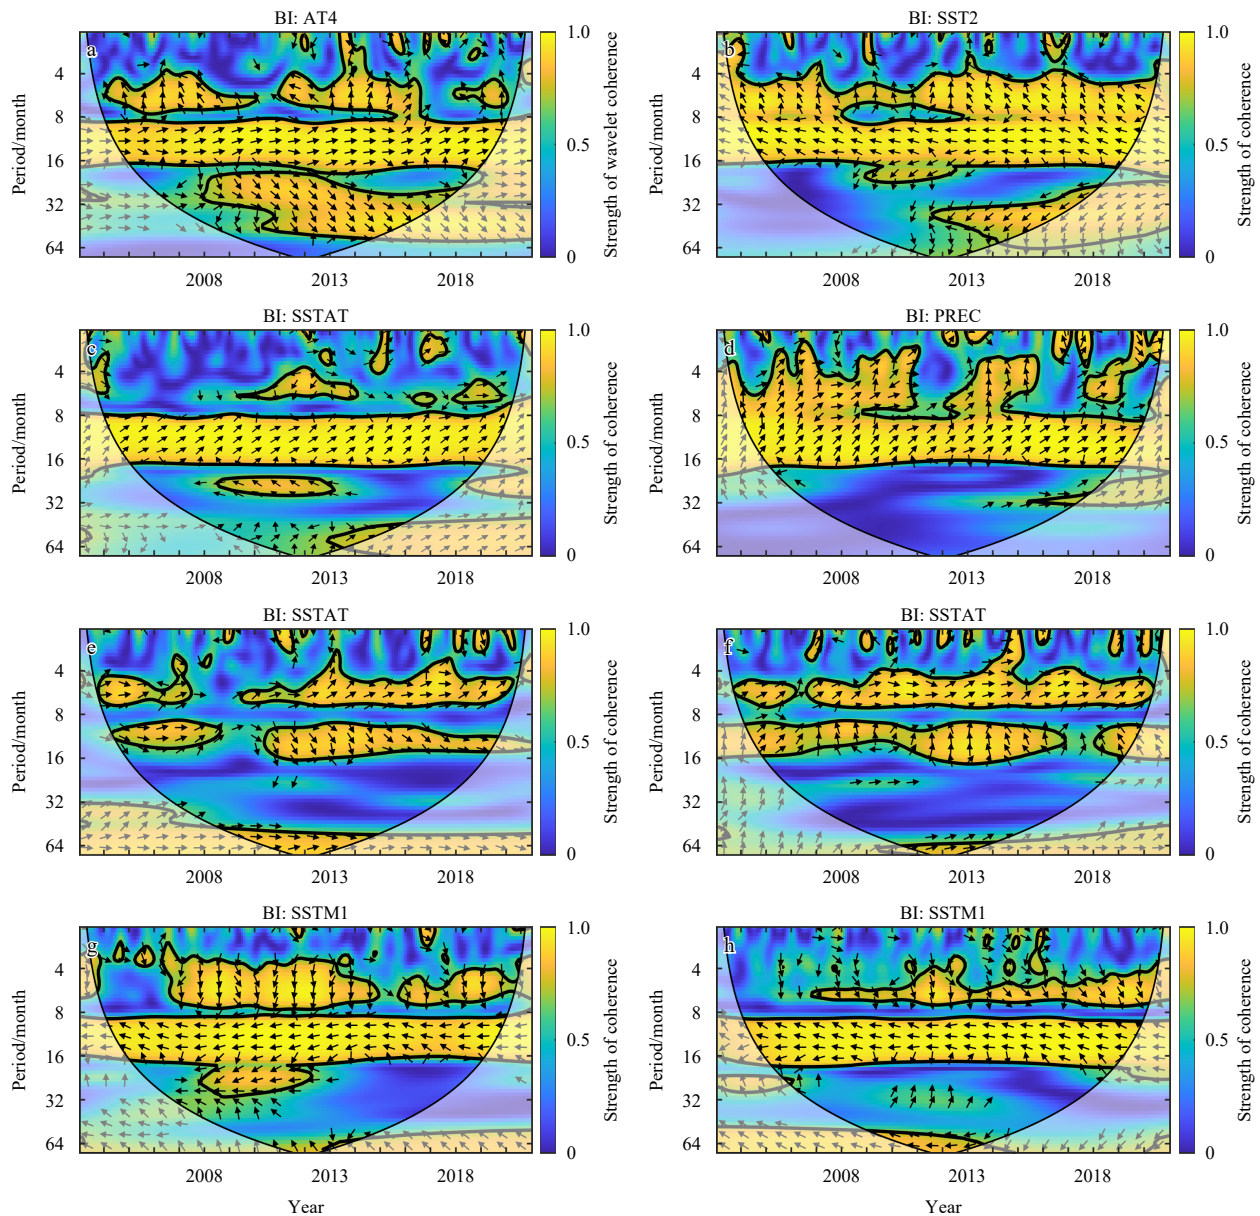 BI: AT4
a
1.0
0.5
0
Strength of wavelet coherence
4
8
16
32
64
Period/month
2008 2013 2018
BI: SST2
b
1.0
0.5
0
Strength of coherence
4
8
16
32
64
Period/month
2008 2013 2018
BI: SSTAT
c
1.0
0.5
0
Strength of coherence
4
8
16
32
64
Period/month
2008 2013 2018
BI: PREC
d
1.0
0.5
0
Strength of coherence
4
8
16
32
64
Period/month
2008 2013 2018
BI: SSTAT
e
1.0
0.5
0
Strength of coherence
4
8
16
32
64
Period/month
2008 2013 2018
BI: SSTAT
f
1.0
0.5
0
Strength of coherence
4
8
16
32
64
Period/month
2008 2013 2018
BI: SSTM1
g
1.0
0.5
0
Strength of coherence
4
8
16
32
64
Period/month
2008 2013 2018
Year
BI: SSTM1
h
1.0
0.5
0
Strength of coherence
4
8
16
32
64
Period/month
2008 2013 2018
Year